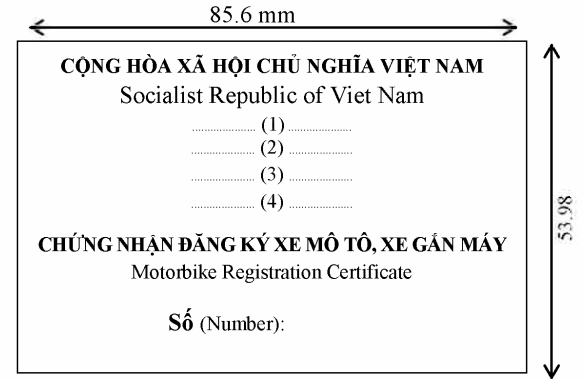 85.6 mm
CỘNG HÒA XÃ HỘI CHỦ NGHĨA VIỆT NAM
Socialist Republic of Viet Nam
..................... (1) .....................
..................... (2) .....................
..................... (3) .....................
..................... (4) .....................
53.98
CHỨNG NHẬN ĐĂNG KÝ XE MÔ TÔ, XE GẮN MÁY
Motorbike Registration Certificate
Số (Number):